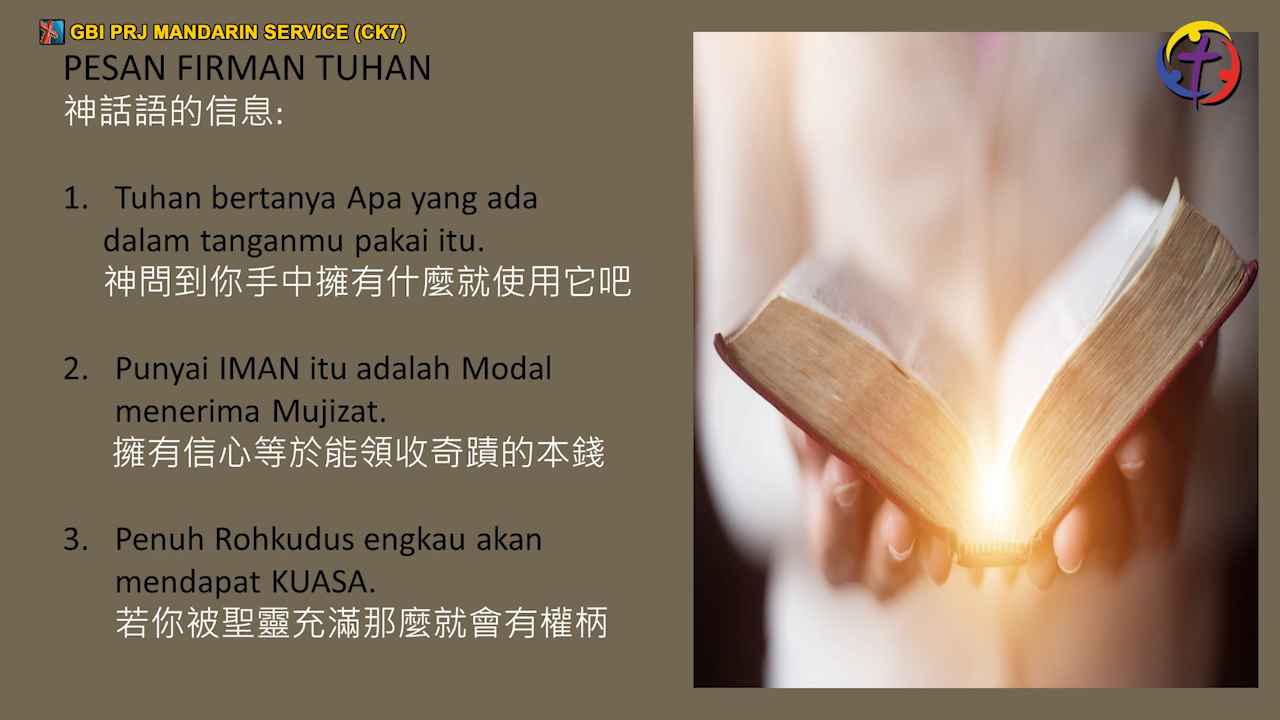 GBI PRJ MANDARIN SERVICE (CK7)
PESAN FIRMAN TUHAN
神話語的信息:
1. Tuhan bertanya Apa yang ada
dalam tanganmu pakai itu.
神問到你手中擁有什麼就使用它吧
2. Punyai IMAN itu adalah Modal
menerima Mujizat.
擁有信心等於能領收奇蹟的本錢
3. Penuh Rohkudus engkau akan
mendapat KUASA.
若你被聖靈充滿那麼就會有權柄